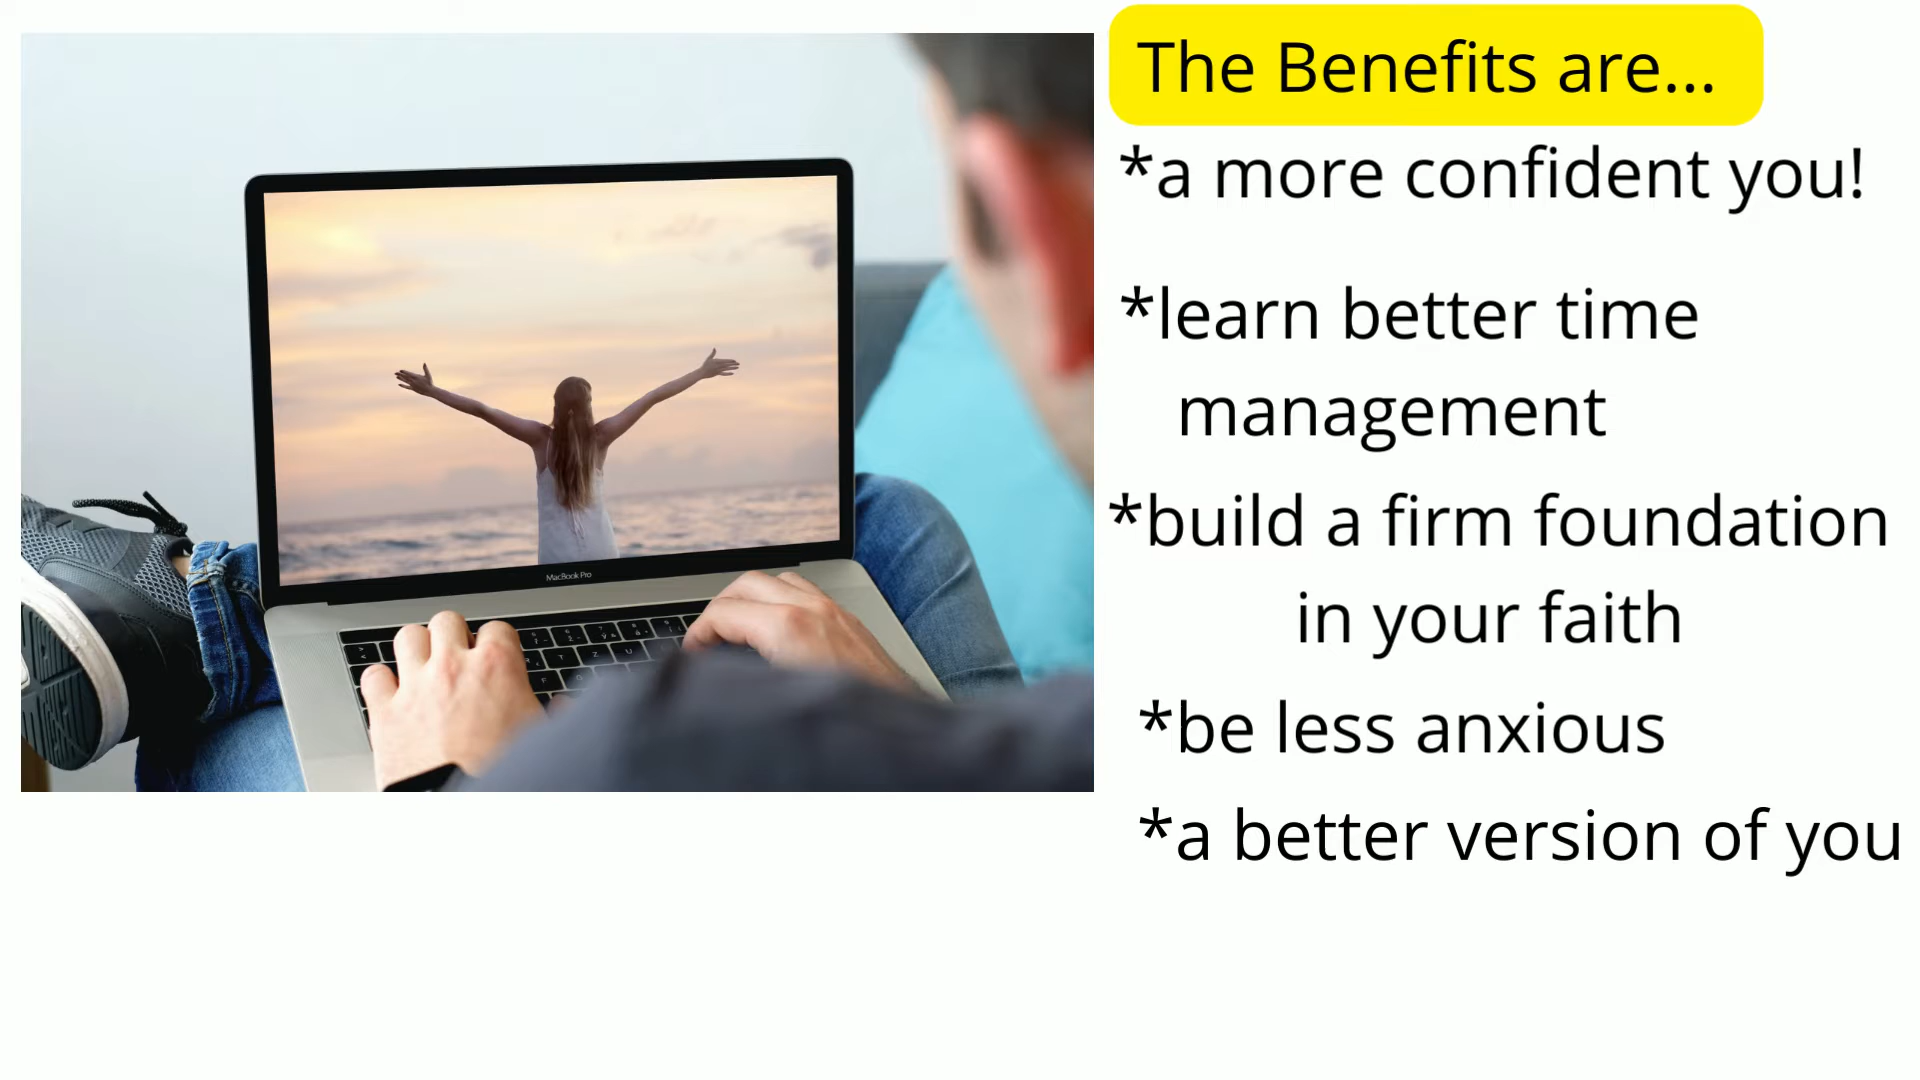 The Benefits are...
*a more confident you!
*learn better time
management
*build a firm foundation
in your faith
*be less anxious
*a better version of you
MacBook Pro